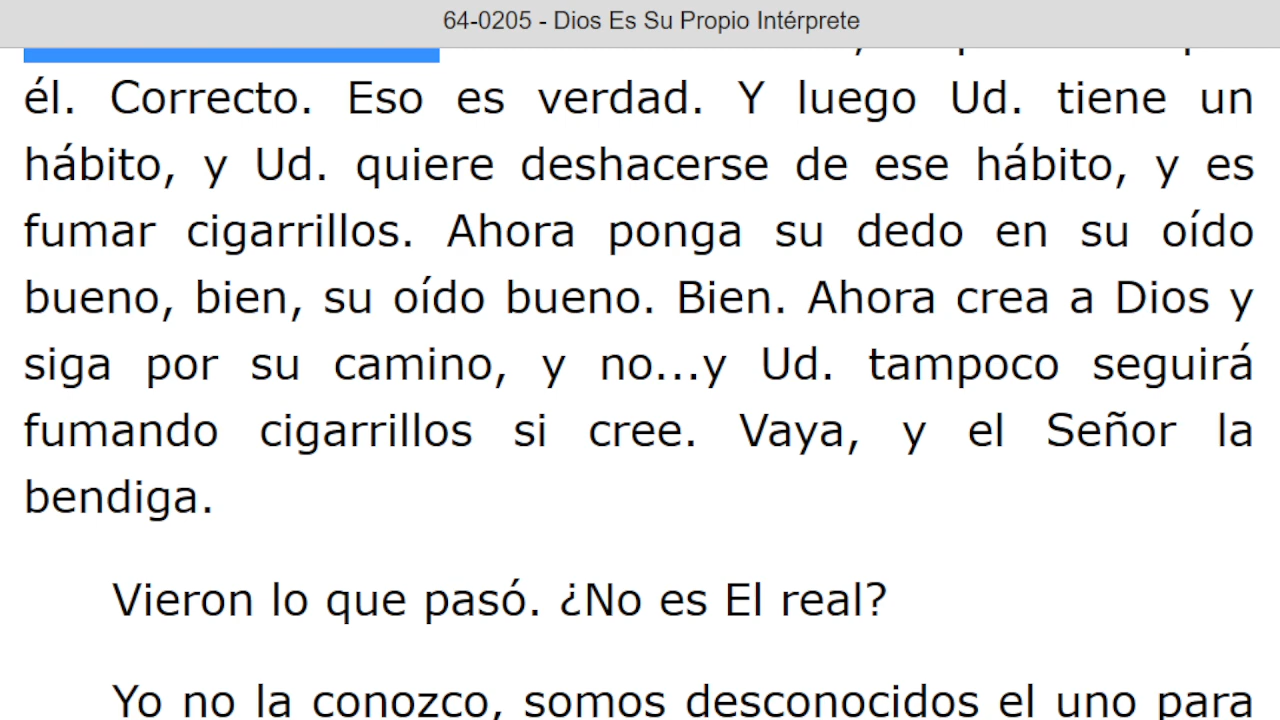 64-0205 - Dios Es Su Propio Intérprete
él. Correcto. Eso es verdad. Y luego Ud. tiene un
hábito, y Ud. quiere deshacerse de ese hábito, y es
fumar cigarrillos. Ahora ponga su dedo en su oído
bueno, bien, su oído bueno. Bien. Ahora crea a Dios y
siga por su camino, y no...y Ud. tampoco seguirá
fumando cigarrillos si cree. Vaya, y el Señor la
bendiga.
Vieron lo que pasó. ¿No es El real?
Yo no la conozco, somos desconocidos el uno para